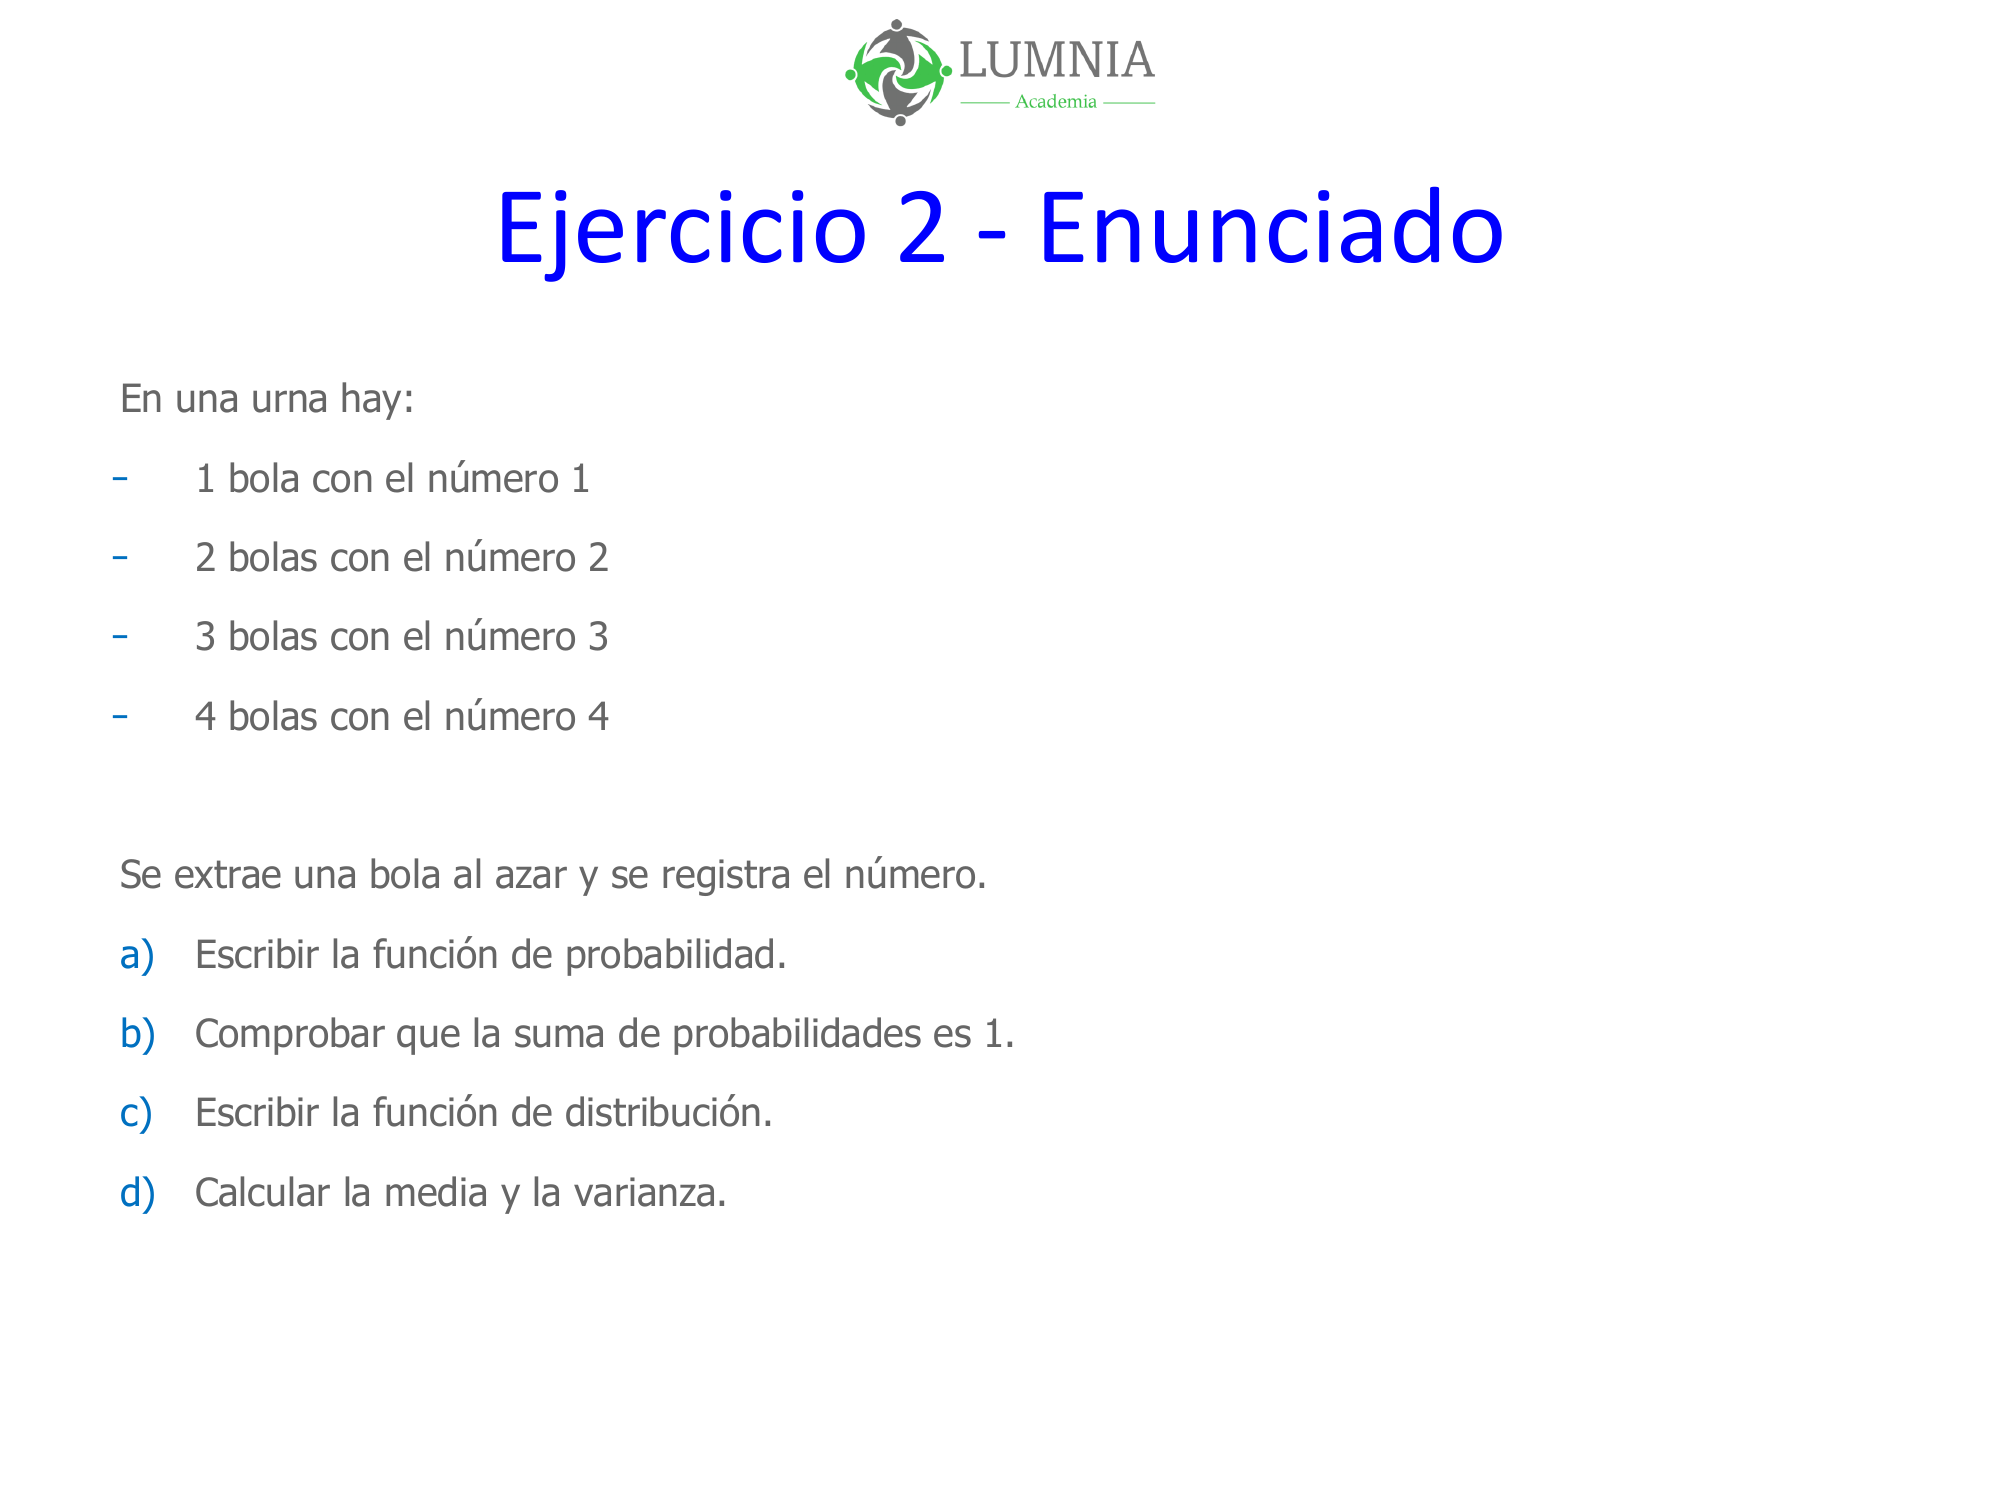 LUMNIA
Academia
Ejercicio 2 - Enunciado
En una urna hay:
- 1 bola con el número 1
- 2 bolas con el número 2
- 3 bolas con el número 3
- 4 bolas con el número 4
Se extrae una bola al azar y se registra el número.
a) Escribir la función de probabilidad.
b) Comprobar que la suma de probabilidades es 1.
c) Escribir la función de distribución.
d) Calcular la media y la varianza.